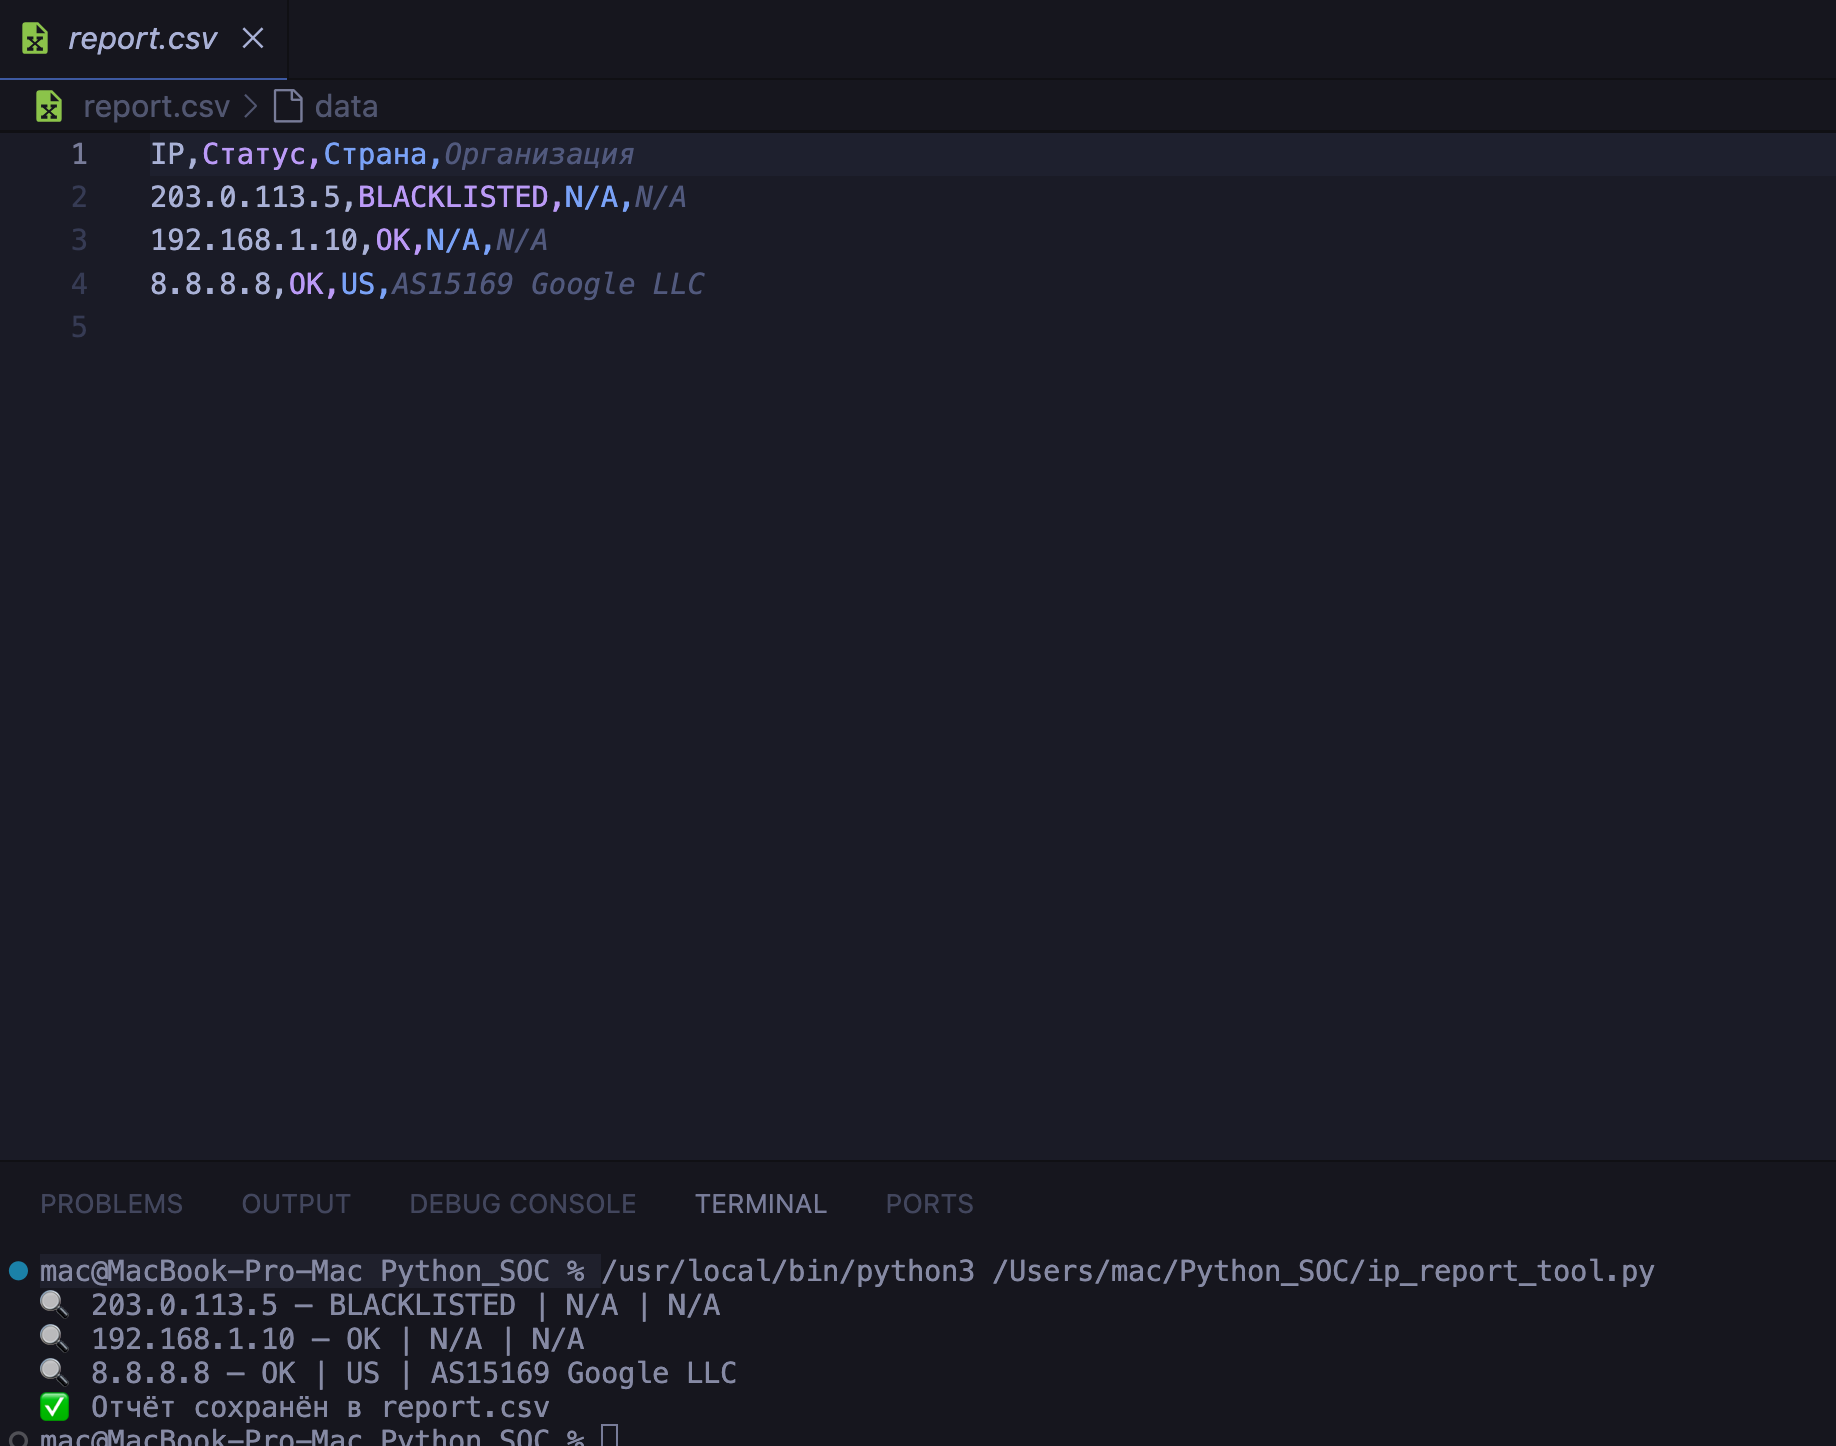 report.csv
report.csv > data
1 IP,Статус,Страна,Организация
2 203.0.113.5,BLACKLISTED,N/A,N/A
3 192.168.1.10,OK,N/A,N/A
4 8.8.8.8,OK,US,AS15169 Google LLC
5
PROBLEMS OUTPUT DEBUG CONSOLE TERMINAL PORTS
mac@MacBook-Pro-Mac Python_SOC % /usr/local/bin/python3 /Users/mac/Python_SOC/ip_report_tool.py
🔍 203.0.113.5 — BLACKLISTED | N/A | N/A
🔍 192.168.1.10 — OK | N/A | N/A
🔍 8.8.8.8 — OK | US | AS15169 Google LLC
✅ Отчёт сохранён в report.csv
mac@MacBook-Pro-Mac Python_SOC %